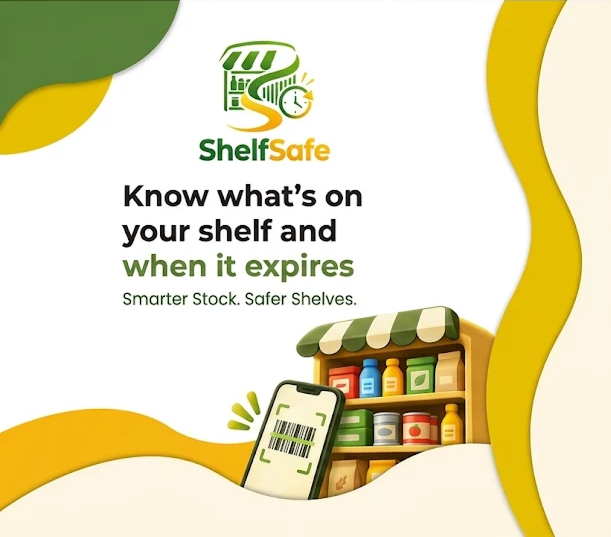 ShelfSafe
Know what's on
your shelf and
when it expires
Smarter Stock. Safer Shelves.